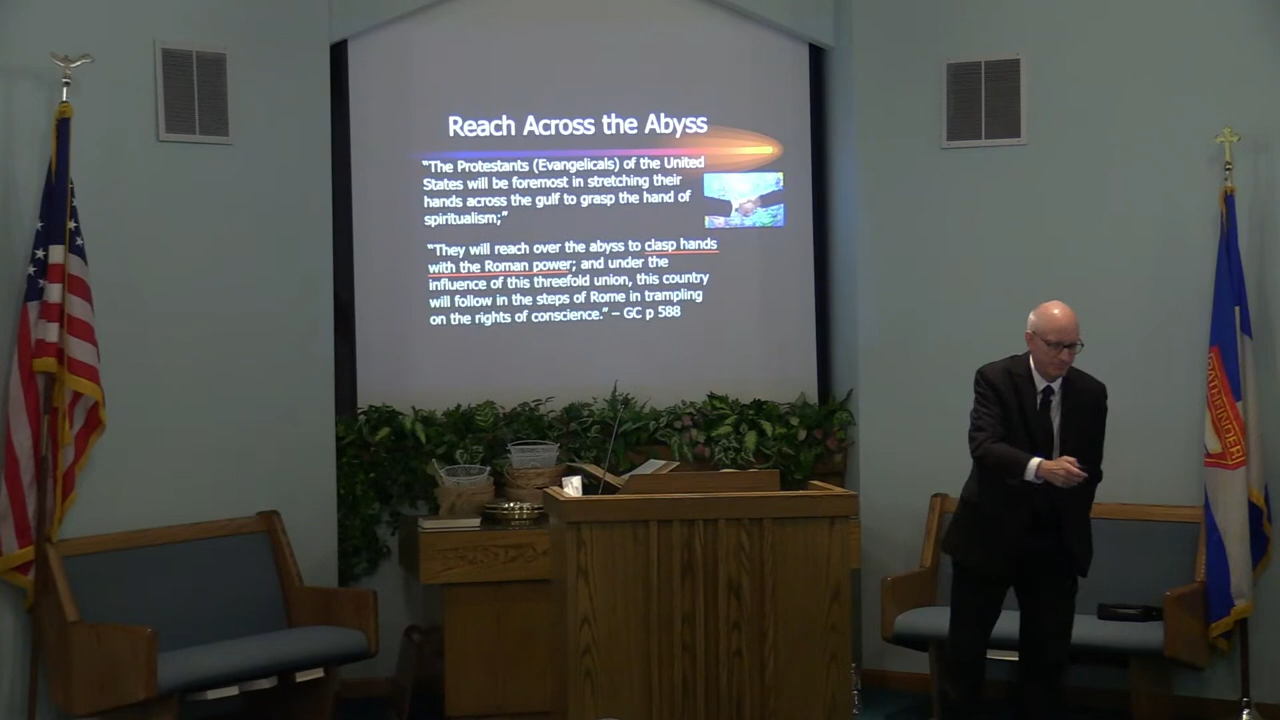 Reach Across the Abyss
“The Protestants (Evangelicals) of the United
States will be foremost in stretching their
hands across the gulf to grasp the hand of
spiritualism;”
“They will reach over the abyss to clasp hands
with the Roman power; and under the
influence of this threefold union, this country
will follow in the steps of Rome in trampling
on the rights of conscience.” – GC p 588
PATHFINDER